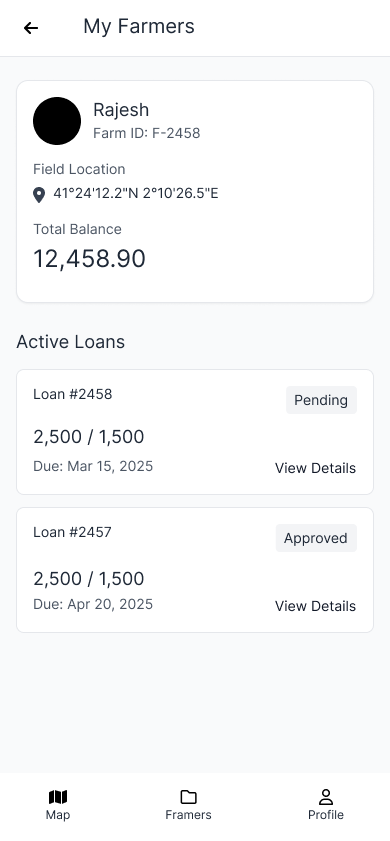 My Farmers
Rajesh
Farm ID: F-2458
Field Location
41°24'12.2"N 2°10'26.5"E
Total Balance
12,458.90
Active Loans
Loan #2458
Pending
2,500 / 1,500
Due: Mar 15, 2025
View Details
Loan #2457
Approved
2,500 / 1,500
Due: Apr 20, 2025
View Details
Map
Framers
Profile